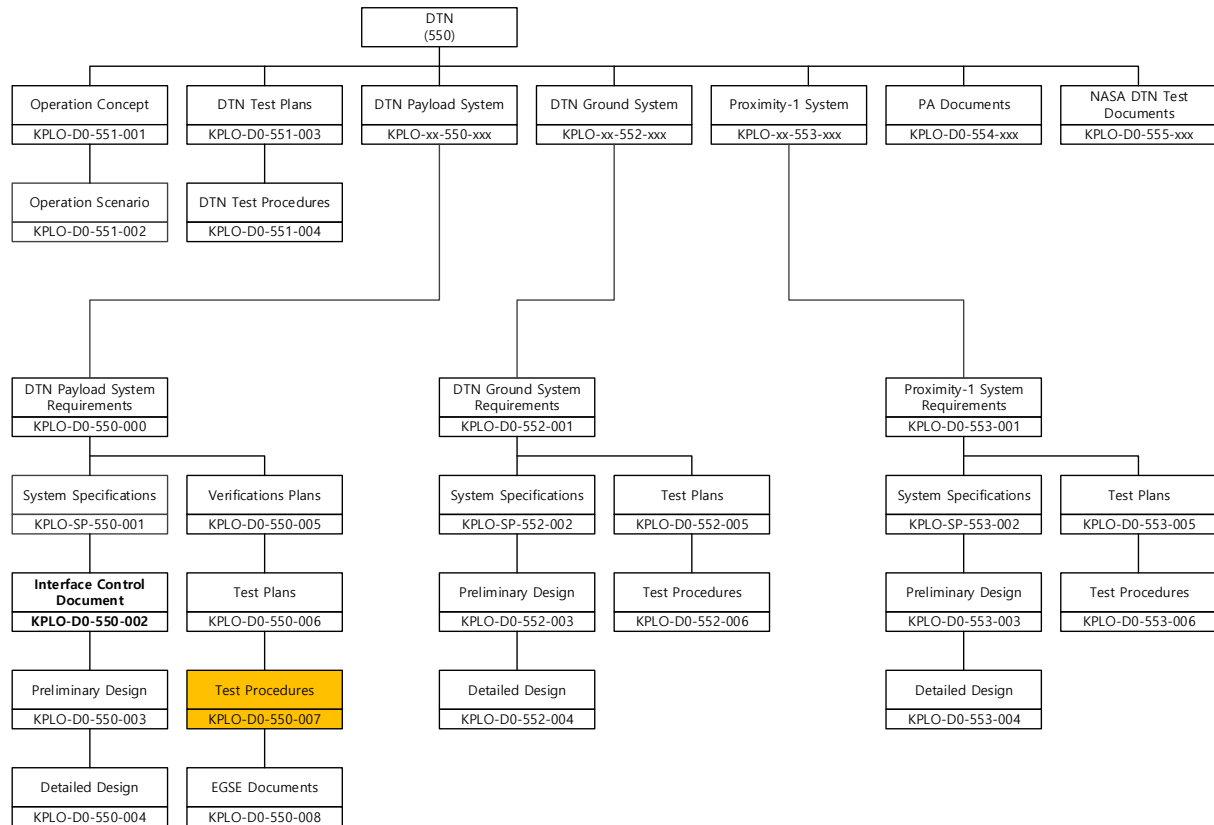 DTN
(550)
Operation Concept
KPLO-D0-551-001
DTN Test Plans
KPLO-D0-551-003
DTN Payload System
KPLO-xx-550-xxx
DTN Ground System
KPLO-xx-552-xxx
Proximity-1 System
KPLO-xx-553-xxx
PA Documents
KPLO-D0-554-xxx
NASA DTN Test
Documents
KPLO-D0-555-xxx
Operation Scenario
KPLO-D0-551-002
DTN Test Procedures
KPLO-D0-551-004
DTN Payload System
Requirements
KPLO-D0-550-000
DTN Ground System
Requirements
KPLO-D0-552-001
Proximity-1 System
Requirements
KPLO-D0-553-001
System Specifications
KPLO-SP-550-001
Verifications Plans
KPLO-D0-550-005
System Specifications
KPLO-SP-552-002
Test Plans
KPLO-D0-552-005
System Specifications
KPLO-SP-553-002
Test Plans
KPLO-D0-553-005
Interface Control
Document
KPLO-D0-550-002
Test Plans
KPLO-D0-550-006
Preliminary Design
KPLO-D0-552-003
Test Procedures
KPLO-D0-552-006
Preliminary Design
KPLO-D0-553-003
Test Procedures
KPLO-D0-553-006
Preliminary Design
KPLO-D0-550-003
Test Procedures
KPLO-D0-550-007
Detailed Design
KPLO-D0-552-004
Detailed Design
KPLO-D0-553-004
Detailed Design
KPLO-D0-550-004
EGSE Documents
KPLO-D0-550-008